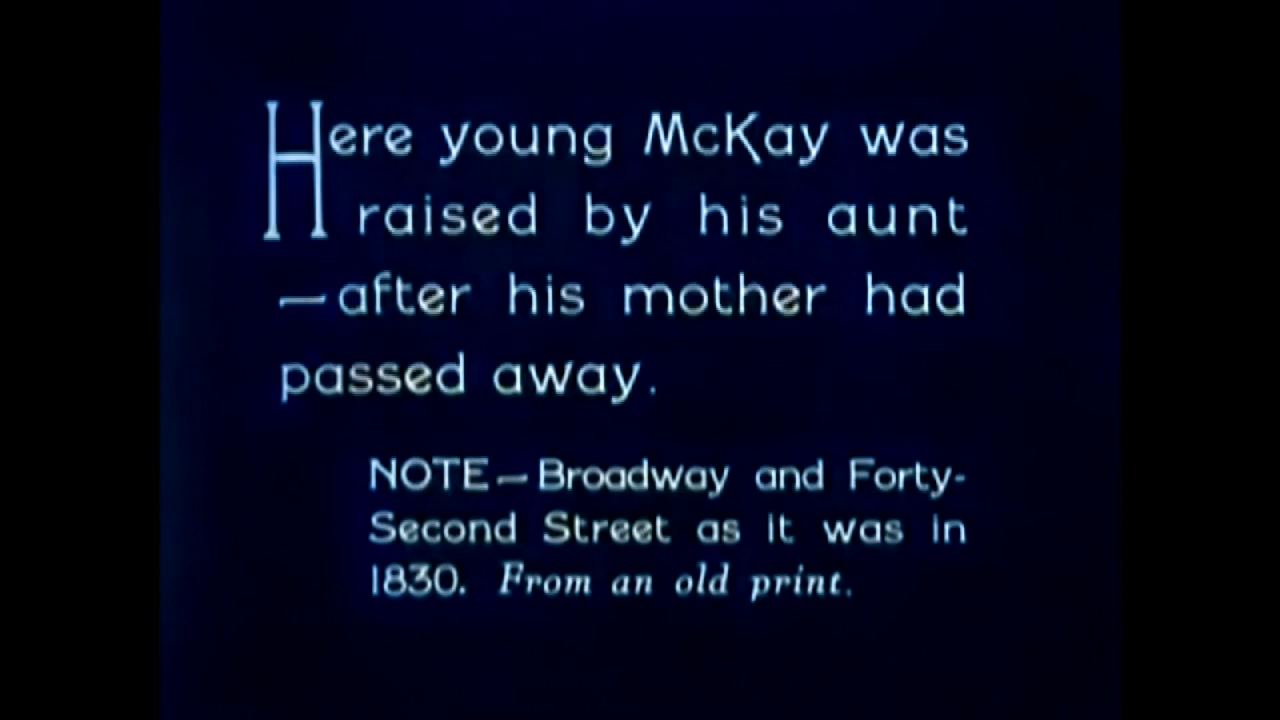 Here young McKay was
raised by his aunt
—after his mother had
passed away.
NOTE—Broadway and Forty-
Second Street as it was in
1830. From an old print.